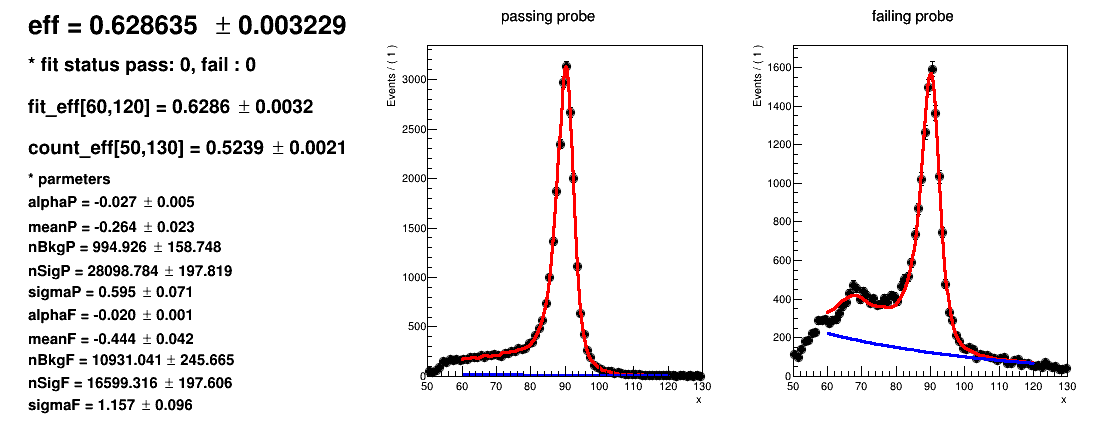 eff = 0.628635 ± 0.003229
* fit status pass: 0, fail : 0
fit_eff[60,120] = 0.6286 ± 0.0032
count_eff[50,130] = 0.5239 ± 0.0021
* parmeters
alphaP = -0.027 ± 0.005
meanP = -0.264 ± 0.023
nBkgP = 994.926 ± 158.748
nSigP = 28098.784 ± 197.819
sigmaP = 0.595 ± 0.071
alphaF = -0.020 ± 0.001
meanF = -0.444 ± 0.042
nBkgF = 10931.041 ± 245.665
nSigF = 16599.316 ± 197.606
sigmaF = 1.157 ± 0.096
passing probe
Events / ( 1 )
3000
2500
2000
1500
1000
500
0
50 60 70 80 90 100 110 120 130
x
failing probe
Events / ( 1 )
1600
1400
1200
1000
800
600
400
200
0
50 60 70 80 90 100 110 120 130
x